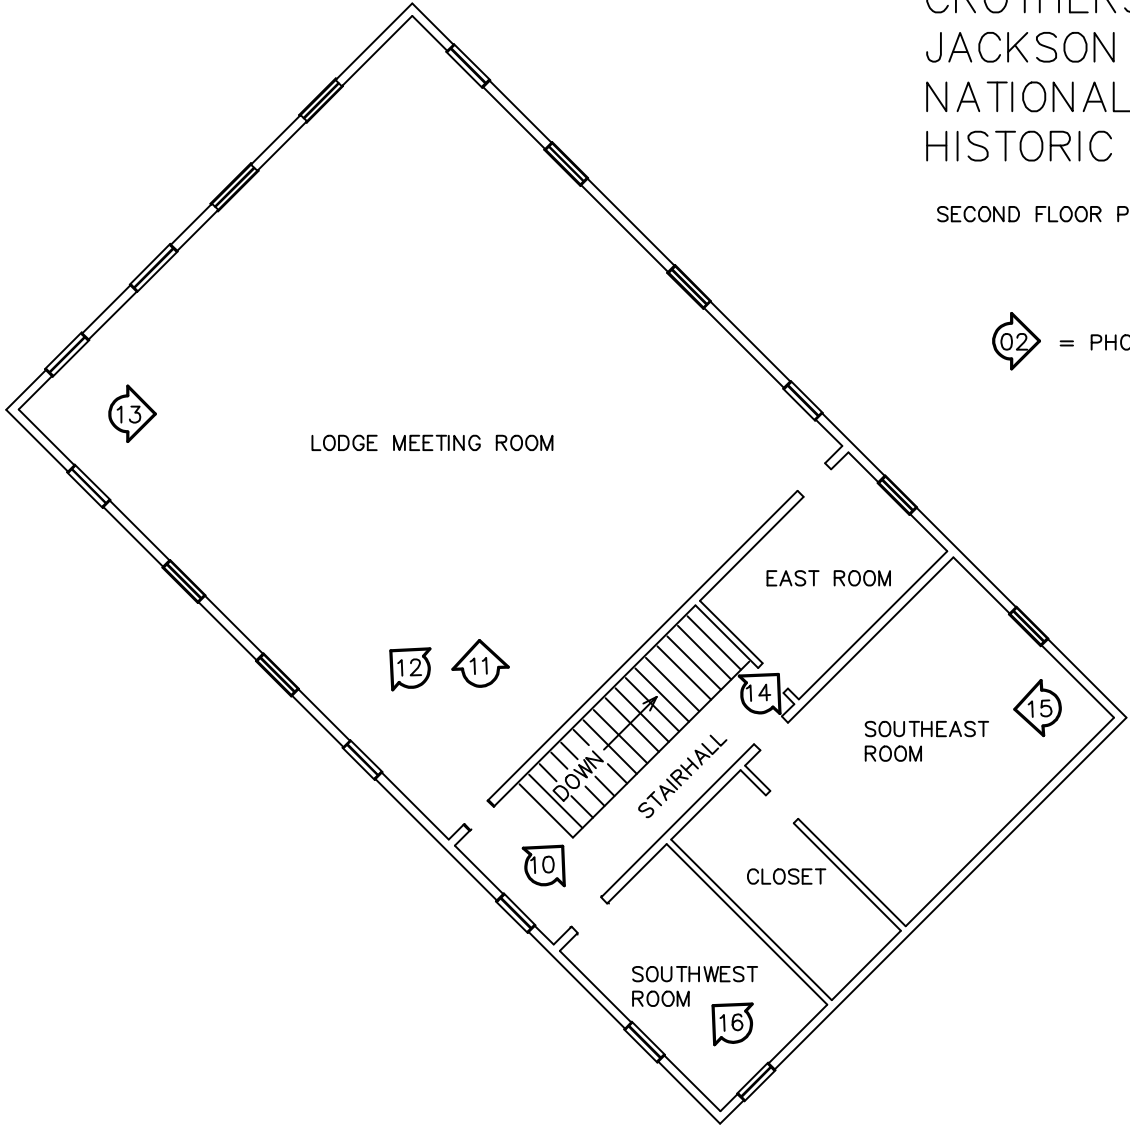 JACKSON
NATIONAL
HISTORIC
SECOND FLOOR P
02 = PHO
13
LODGE MEETING ROOM
EAST ROOM
12
11
14
15
SOUTHEAST
ROOM
DOWN
STAIRHALL
10
CLOSET
SOUTHWEST
ROOM
16